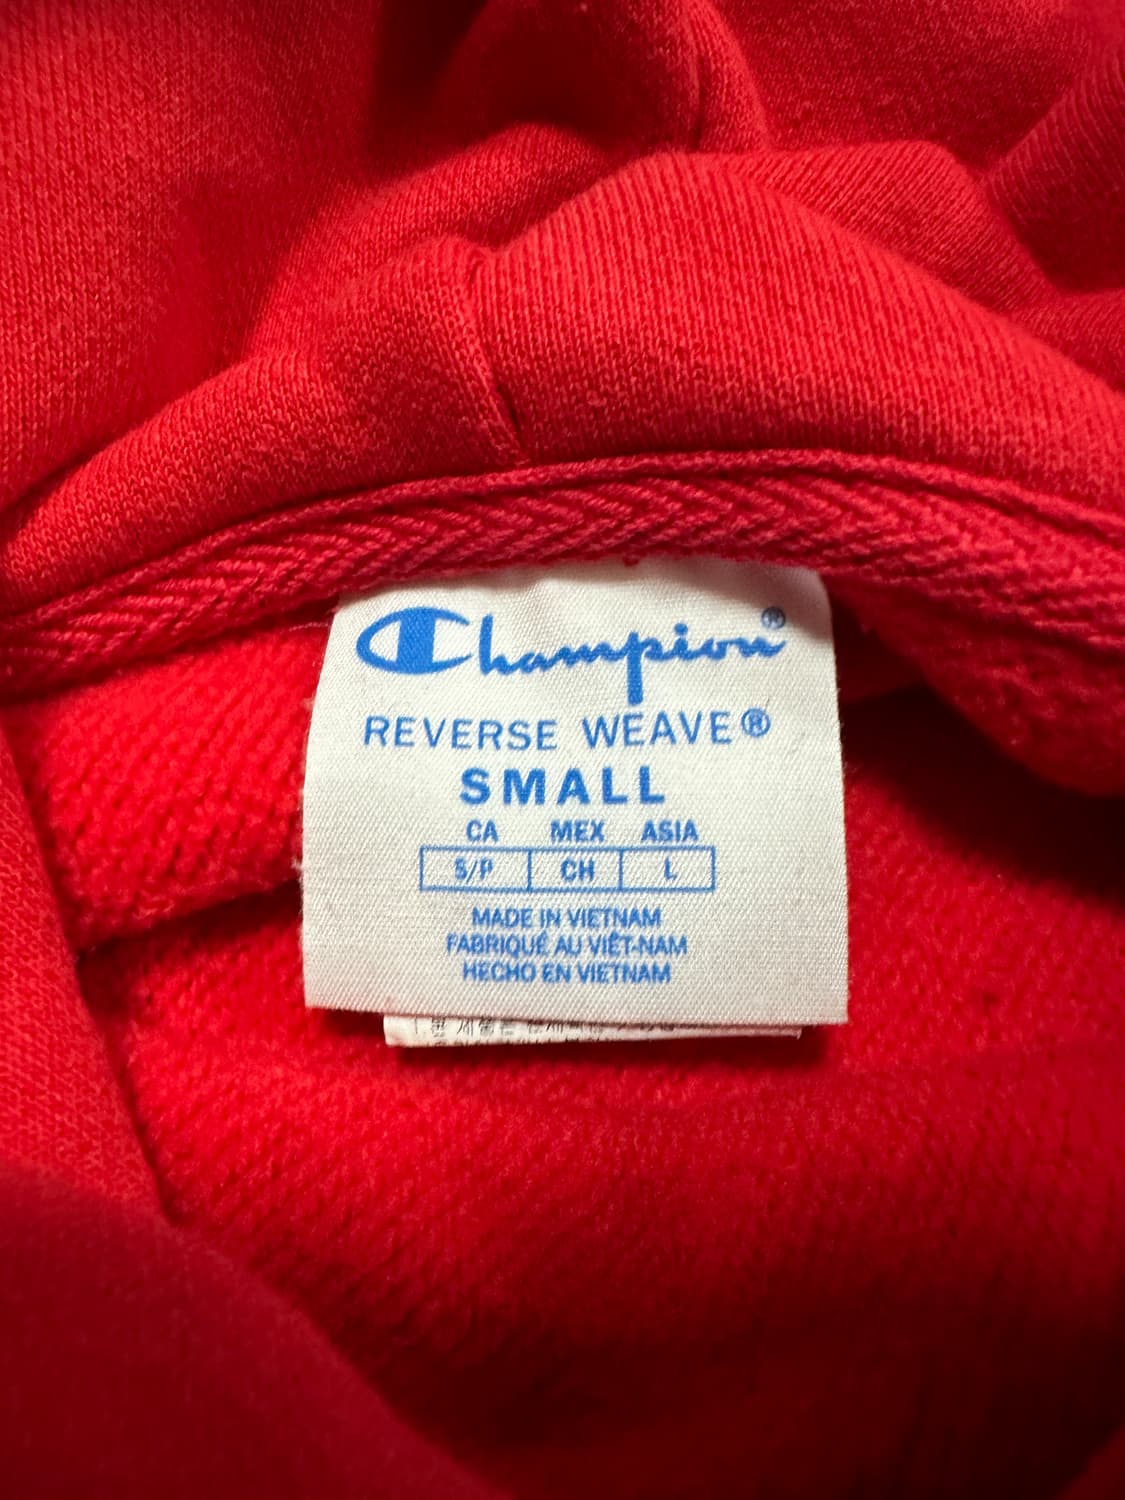 Champion®
REVERSE WEAVE®
SMALL
CA MEX ASIA
S/P CH L
MADE IN VIETNAM
FABRIQUÉ AU VIÊT-NAM
HECHO EN VIETNAM